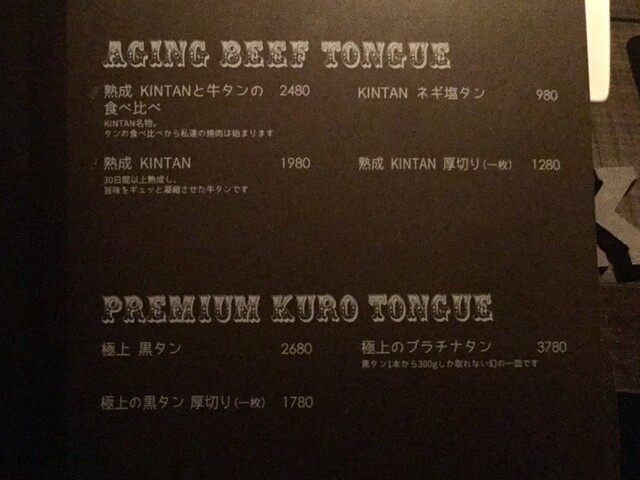 AGING BEEF TONGUE
熟成 KINTANと牛タンの 2480
食べ比べ
KINTAN名物。
タンの食べ比べから私達の焼肉は始まります
KINTAN ネギ塩タン 980
熟成 KINTAN 1980
30日間以上熟成し、
旨味をギュッと凝縮させた牛タンです
熟成 KINTAN 厚切り(一枚) 1280
PREMIUM KURO TONGUE
極上 黒タン 2680
極上のプラチナタン 3780
黒タン1本から300gしか取れない幻の一皿です
極上の黒タン 厚切り(一枚) 1780